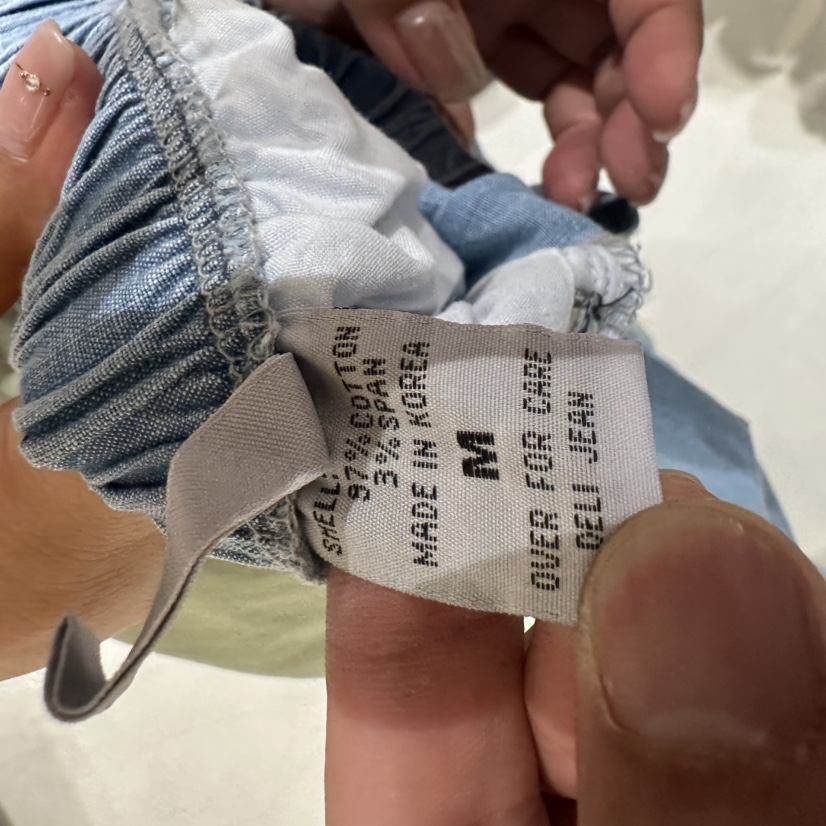 SHELL:
97% COTTON
3% SPAN
MADE IN KOREA
M
OVER FOR CARE
DELI JEAN